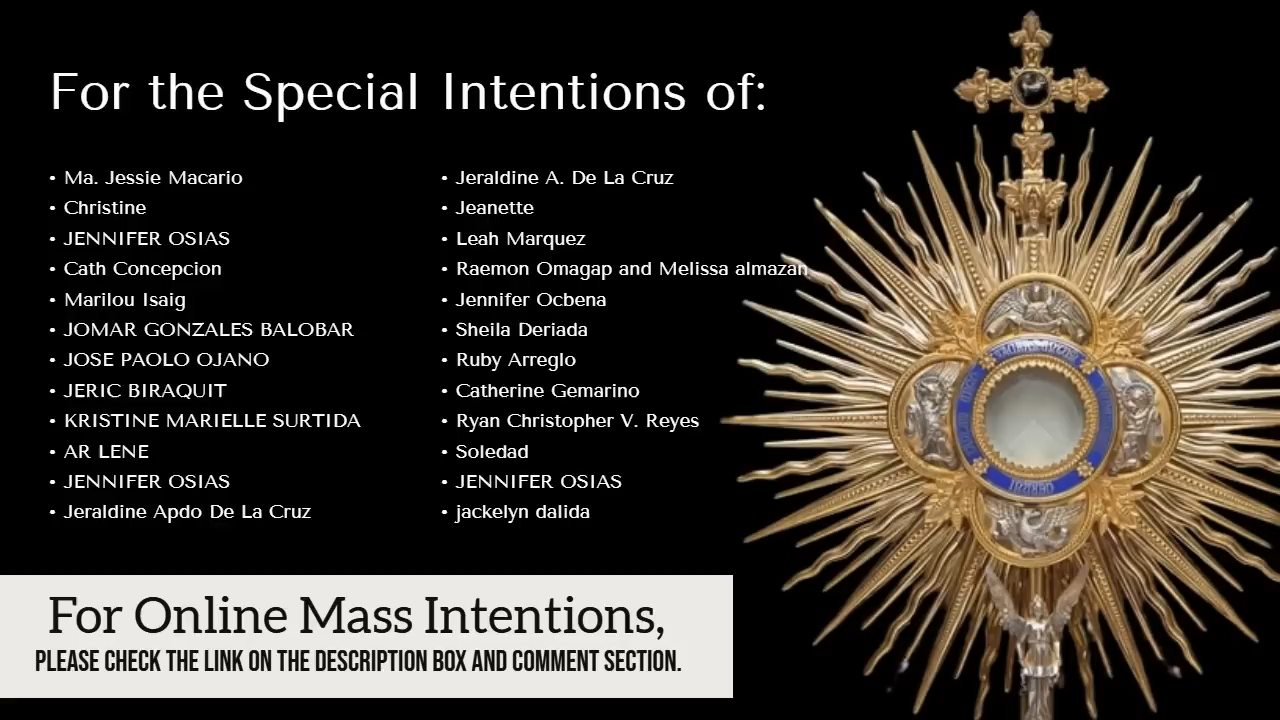 For the Special Intentions of:
• Ma. Jessie Macario
• Christine
• JENNIFER OSIAS
• Cath Concepcion
• Marilou Isaig
• JOMAR GONZALES BALOBAR
• JOSE PAOLO OJANO
• JERIC BIRAQUIT
• KRISTINE MARIELLE SURTIDA
• AR LENE
• JENNIFER OSIAS
• Jeraldine Apdo De La Cruz
• Jeraldine A. De La Cruz
• Jeanette
• Leah Marquez
• Raemon Omagap and Melissa almazan
• Jennifer Ocbena
• Sheila Deriada
• Ruby Arreglo
• Catherine Gemarino
• Ryan Christopher V. Reyes
• Soledad
• JENNIFER OSIAS
• jackelyn dalida
For Online Mass Intentions,
PLEASE CHECK THE LINK ON THE DESCRIPTION BOX AND COMMENT SECTION.